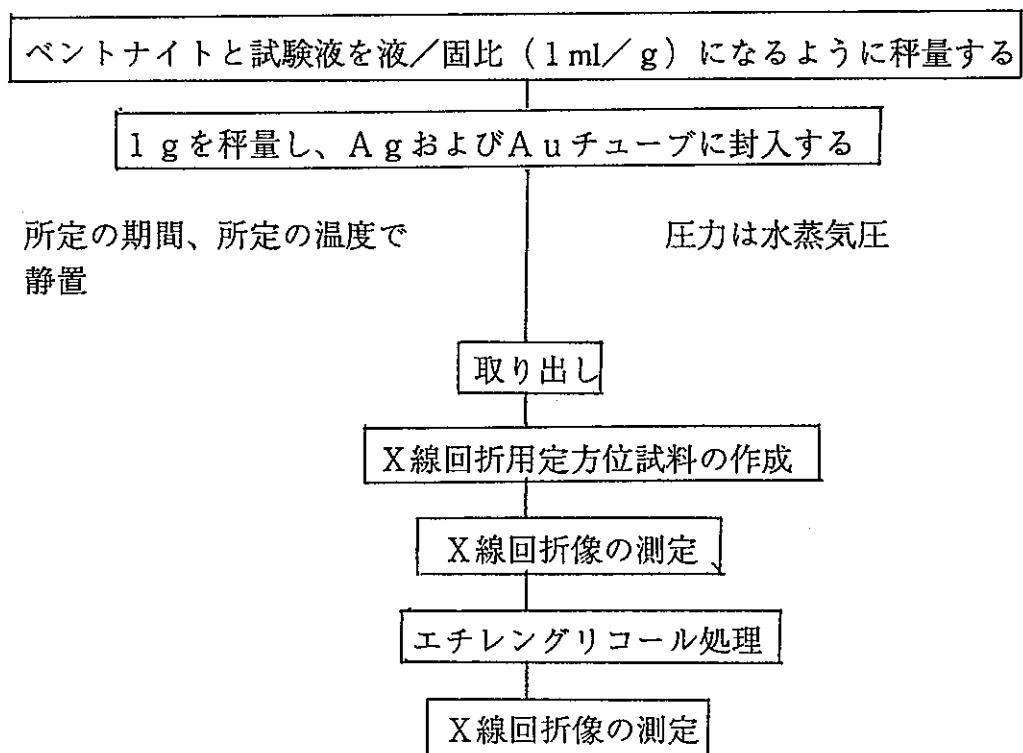 ベントナイトと試験液を液／固比（１ml／ｇ）になるように秤量する
１ｇを秤量し、ＡｇおよびＡｕチューブに封入する
所定の期間、所定の温度で
静置
圧力は水蒸気圧
取り出し
Ｘ線回折用定方位試料の作成
Ｘ線回折像の測定
エチレングリコール処理
Ｘ線回折像の測定